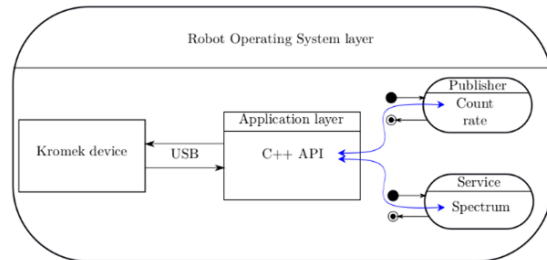 Robot Operating System layer
Publisher
Count
rate
Application layer
C++ API
Kromek device
USB
Service
Spectrum